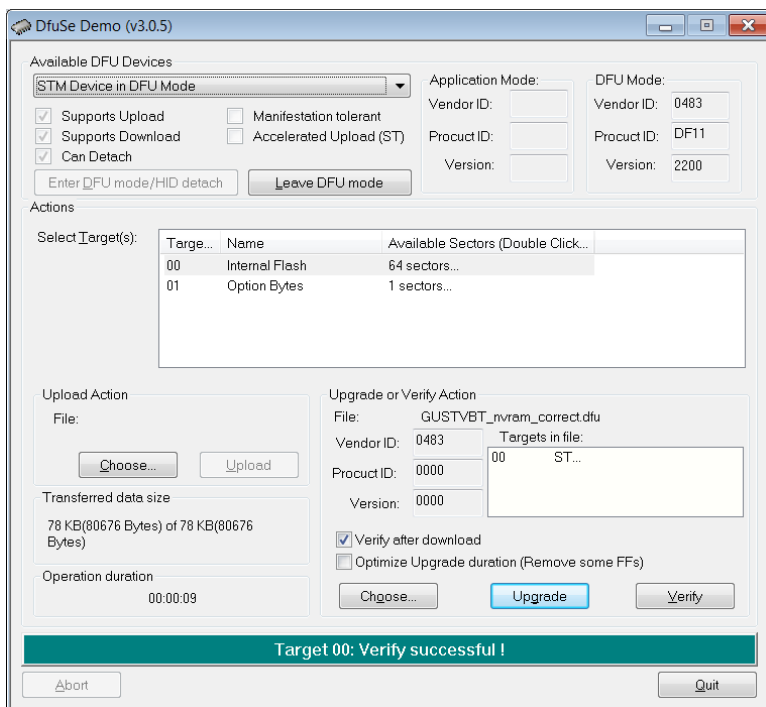 DfuSe Demo (v3.0.5)
Available DFU Devices
STM Device in DFU Mode
Supports Upload
Manifestation tolerant
Supports Download
Accelerated Upload (ST)
Can Detach
Enter DFU mode/HID detach
Leave DFU mode
Application Mode:
Vendor ID:
Procuct ID:
Version:
DFU Mode:
Vendor ID: 0483
Procuct ID: DF11
Version: 2200
Actions
Select Target(s):
Targe... Name Available Sectors (Double Click...
00 Internal Flash 64 sectors...
01 Option Bytes 1 sectors...
Upload Action
File:
Choose... Upload
Transferred data size
78 KB(80676 Bytes) of 78 KB(80676
Bytes)
Operation duration
00:00:09
Upgrade or Verify Action
File: GUSTVBT_nvram_correct.dfu
Vendor ID: 0483
Procuct ID: 0000
Version: 0000
Targets in file:
00 ST...
Verify after download
Optimize Upgrade duration (Remove some FFs)
Choose... Upgrade Verify
Target 00: Verify successful !
Abort Quit